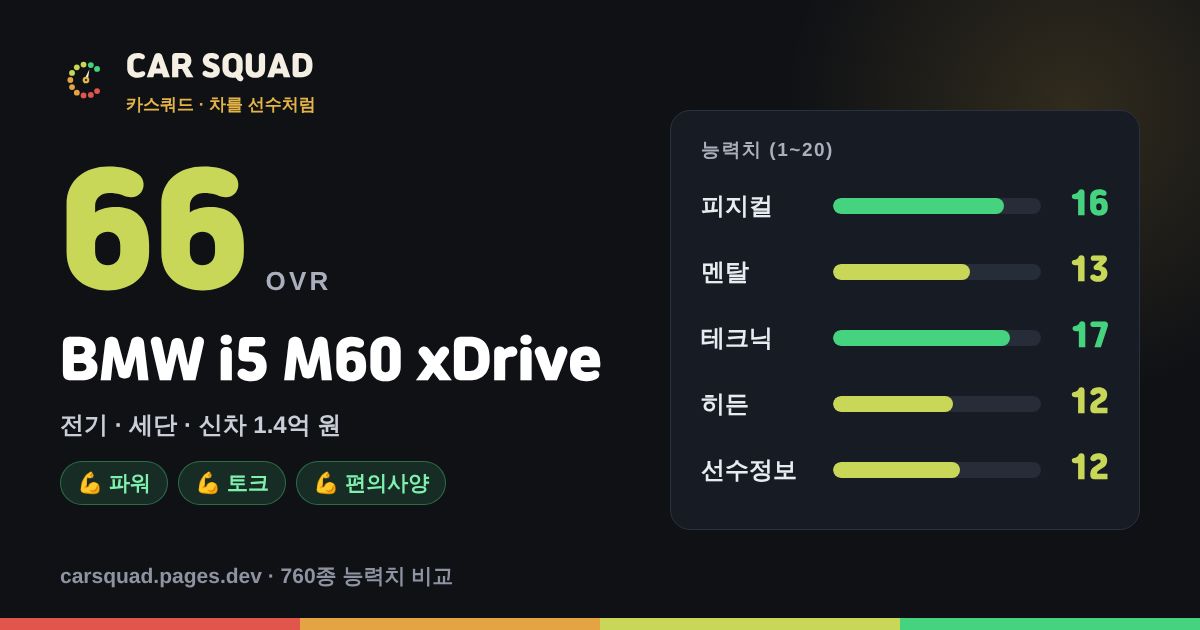 CAR SQUAD
카스쿼드 · 차를 선수처럼
66 OVR
BMW i5 M60 xDrive
전기 · 세단 · 신차 1.4억 원
💪 파워 💪 토크 💪 편의사양
carsquad.pages.dev · 760종 능력치 비교
능력치 (1~20)
피지컬 16
멘탈 13
테크닉 17
히든 12
선수정보 12